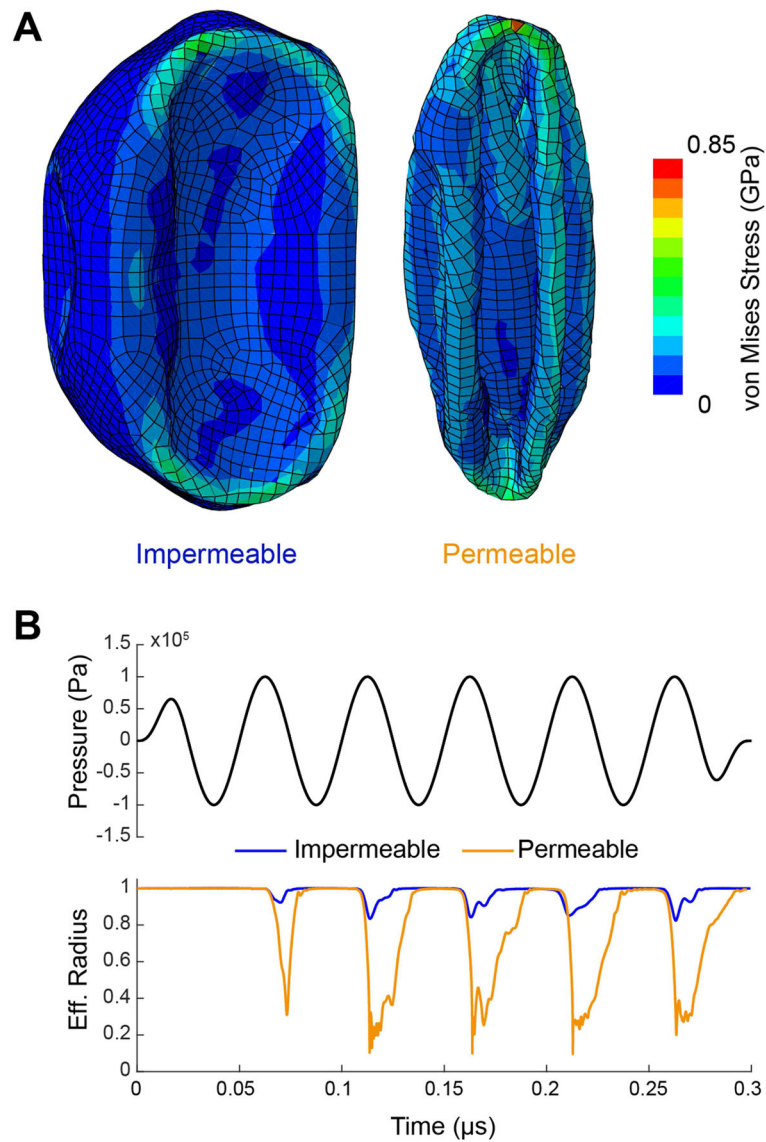 A
0.85
von Mises Stress (GPa)
0
Impermeable
Permeable
B
x10⁵
1.5
1
0.5
0
-0.5
-1
-1.5
Pressure (Pa)
Impermeable
Permeable
1
0.8
0.6
0.4
0.2
0
Eff. Radius
0 0.05 0.1 0.15 0.2 0.25 0.3
Time (μs)